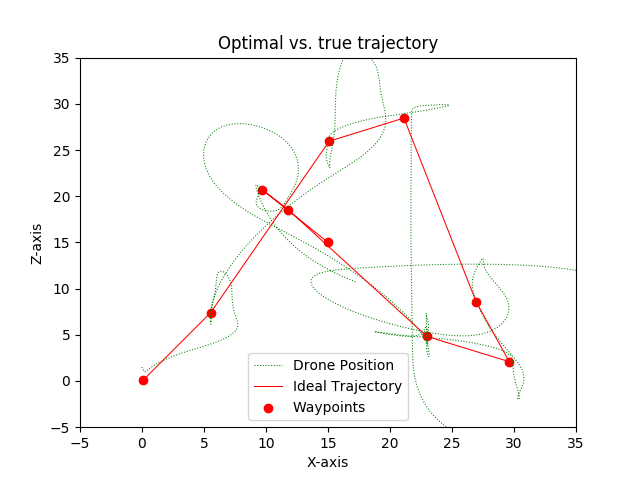 Optimal vs. true trajectory
35
30
25
20
15
10
5
0
−5
Z-axis
Drone Position
Ideal Trajectory
Waypoints
−5 0 5 10 15 20 25 30 35
X-axis